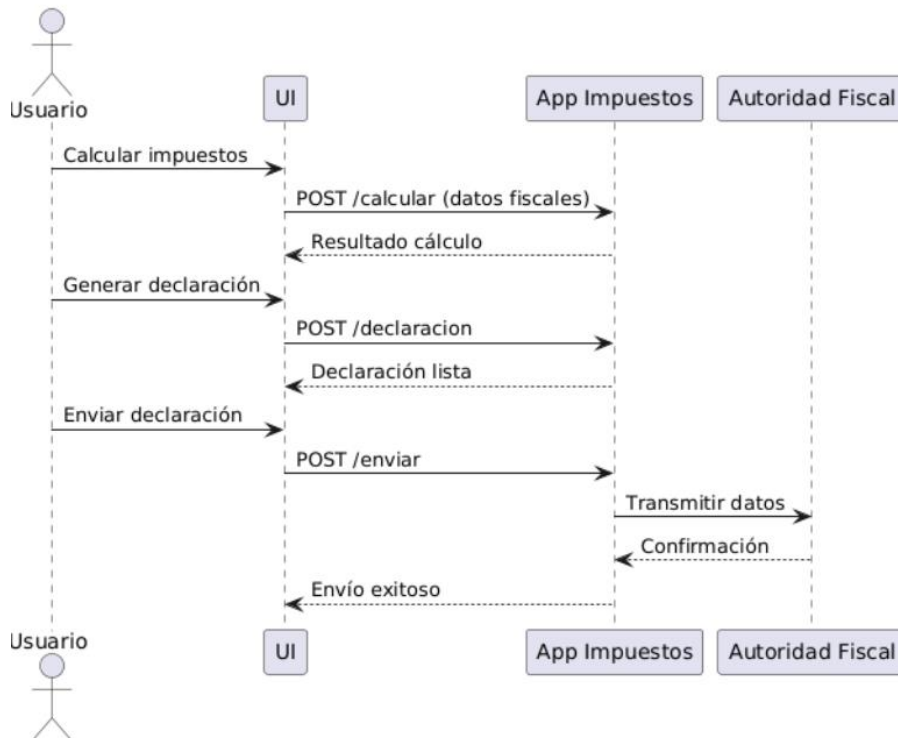 Usuario
UI
App Impuestos
Autoridad Fiscal
Calcular impuestos
POST /calcular (datos fiscales)
Resultado cálculo
Generar declaración
POST /declaracion
Declaración lista
Enviar declaración
POST /enviar
Transmitir datos
Confirmación
Envío exitoso
Usuario
UI
App Impuestos
Autoridad Fiscal